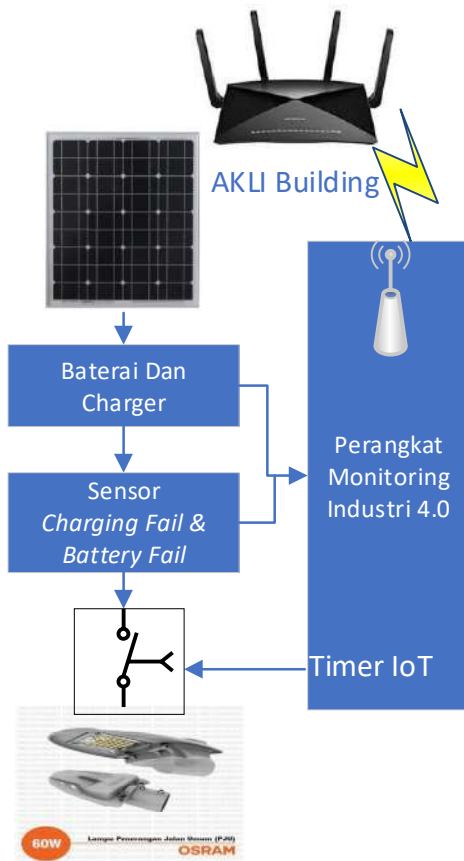 AKLI Building
Baterai Dan
Charger
Sensor
Charging Fail &
Battery Fail
Perangkat
Monitoring
Industri 4.0
Timer IoT
60W
Lampu Penerangan Jalan Umum (PJU)
OSRAM